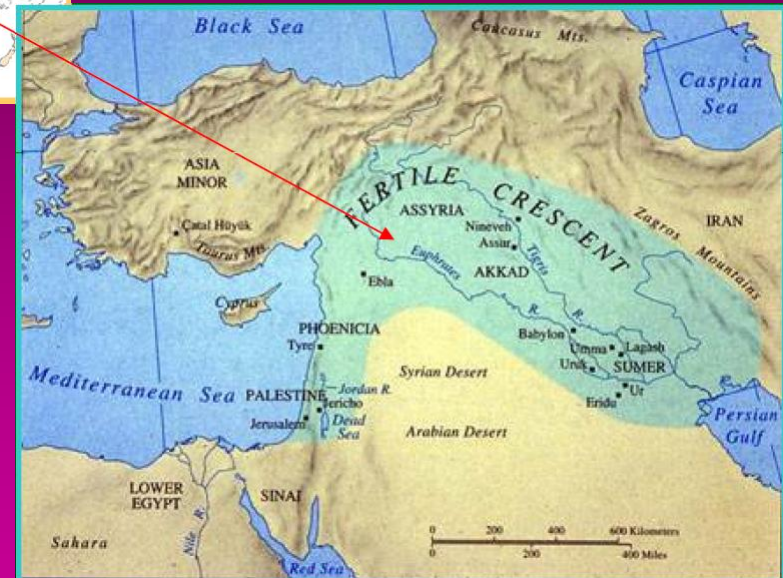 Black Sea
Caucasus Mts.
Caspian
Sea
ASIA
MINOR
FERTILE CRESCENT
ASSYRIA
Zagros Mountains
IRAN
Çatal Hüyük
Taurus Mts
Nineveh
Assur
Tigris R.
Euphrates R.
AKKAD
Ebla
Cyprus
PHOENICIA
Tyre
Babylon
Umma
Lagash
Uruk
SUMER
Ur
Eridu
Syrian Desert
Mediterranean Sea
PALESTINE
Jordan R.
Jericho
Jerusalem
Dead
Sea
Arabian Desert
Persian
Gulf
LOWER
EGYPT
SINAI
Nile R.
Sahara
Red Sea
0 200 400 600 Kilometers
0 200 400 Miles